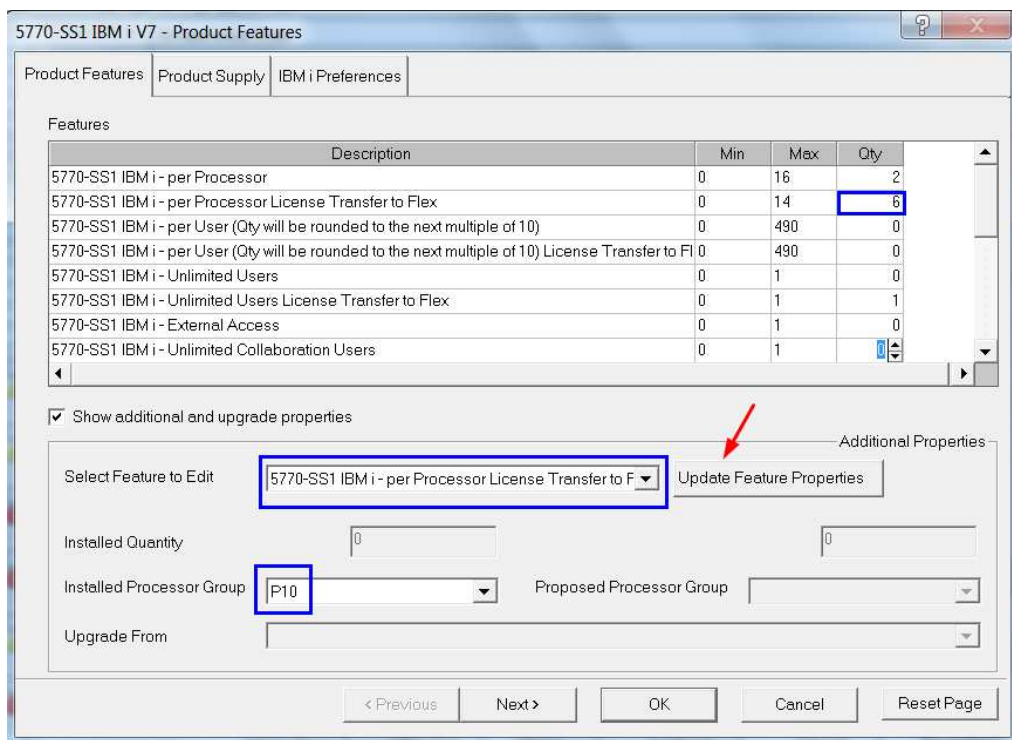 5770-SS1 IBM i V7 - Product Features
Product Features Product Supply IBM i Preferences
Features
Description Min Max Qty
5770-SS1 IBM i - per Processor 0 16 2
5770-SS1 IBM i - per Processor License Transfer to Flex 0 14 6
5770-SS1 IBM i - per User (Qty will be rounded to the next multiple of 10) 0 490 0
5770-SS1 IBM i - per User (Qty will be rounded to the next multiple of 10) License Transfer to Fl 0 490 0
5770-SS1 IBM i - Unlimited Users 0 1 0
5770-SS1 IBM i - Unlimited Users License Transfer to Flex 0 1 1
5770-SS1 IBM i - External Access 0 1 0
5770-SS1 IBM i - Unlimited Collaboration Users 0 1 0
Show additional and upgrade properties
Additional Properties
Select Feature to Edit 5770-SS1 IBM i - per Processor License Transfer to F Update Feature Properties
Installed Quantity 0 0
Installed Processor Group P10 Proposed Processor Group
Upgrade From
< Previous Next > OK Cancel Reset Page